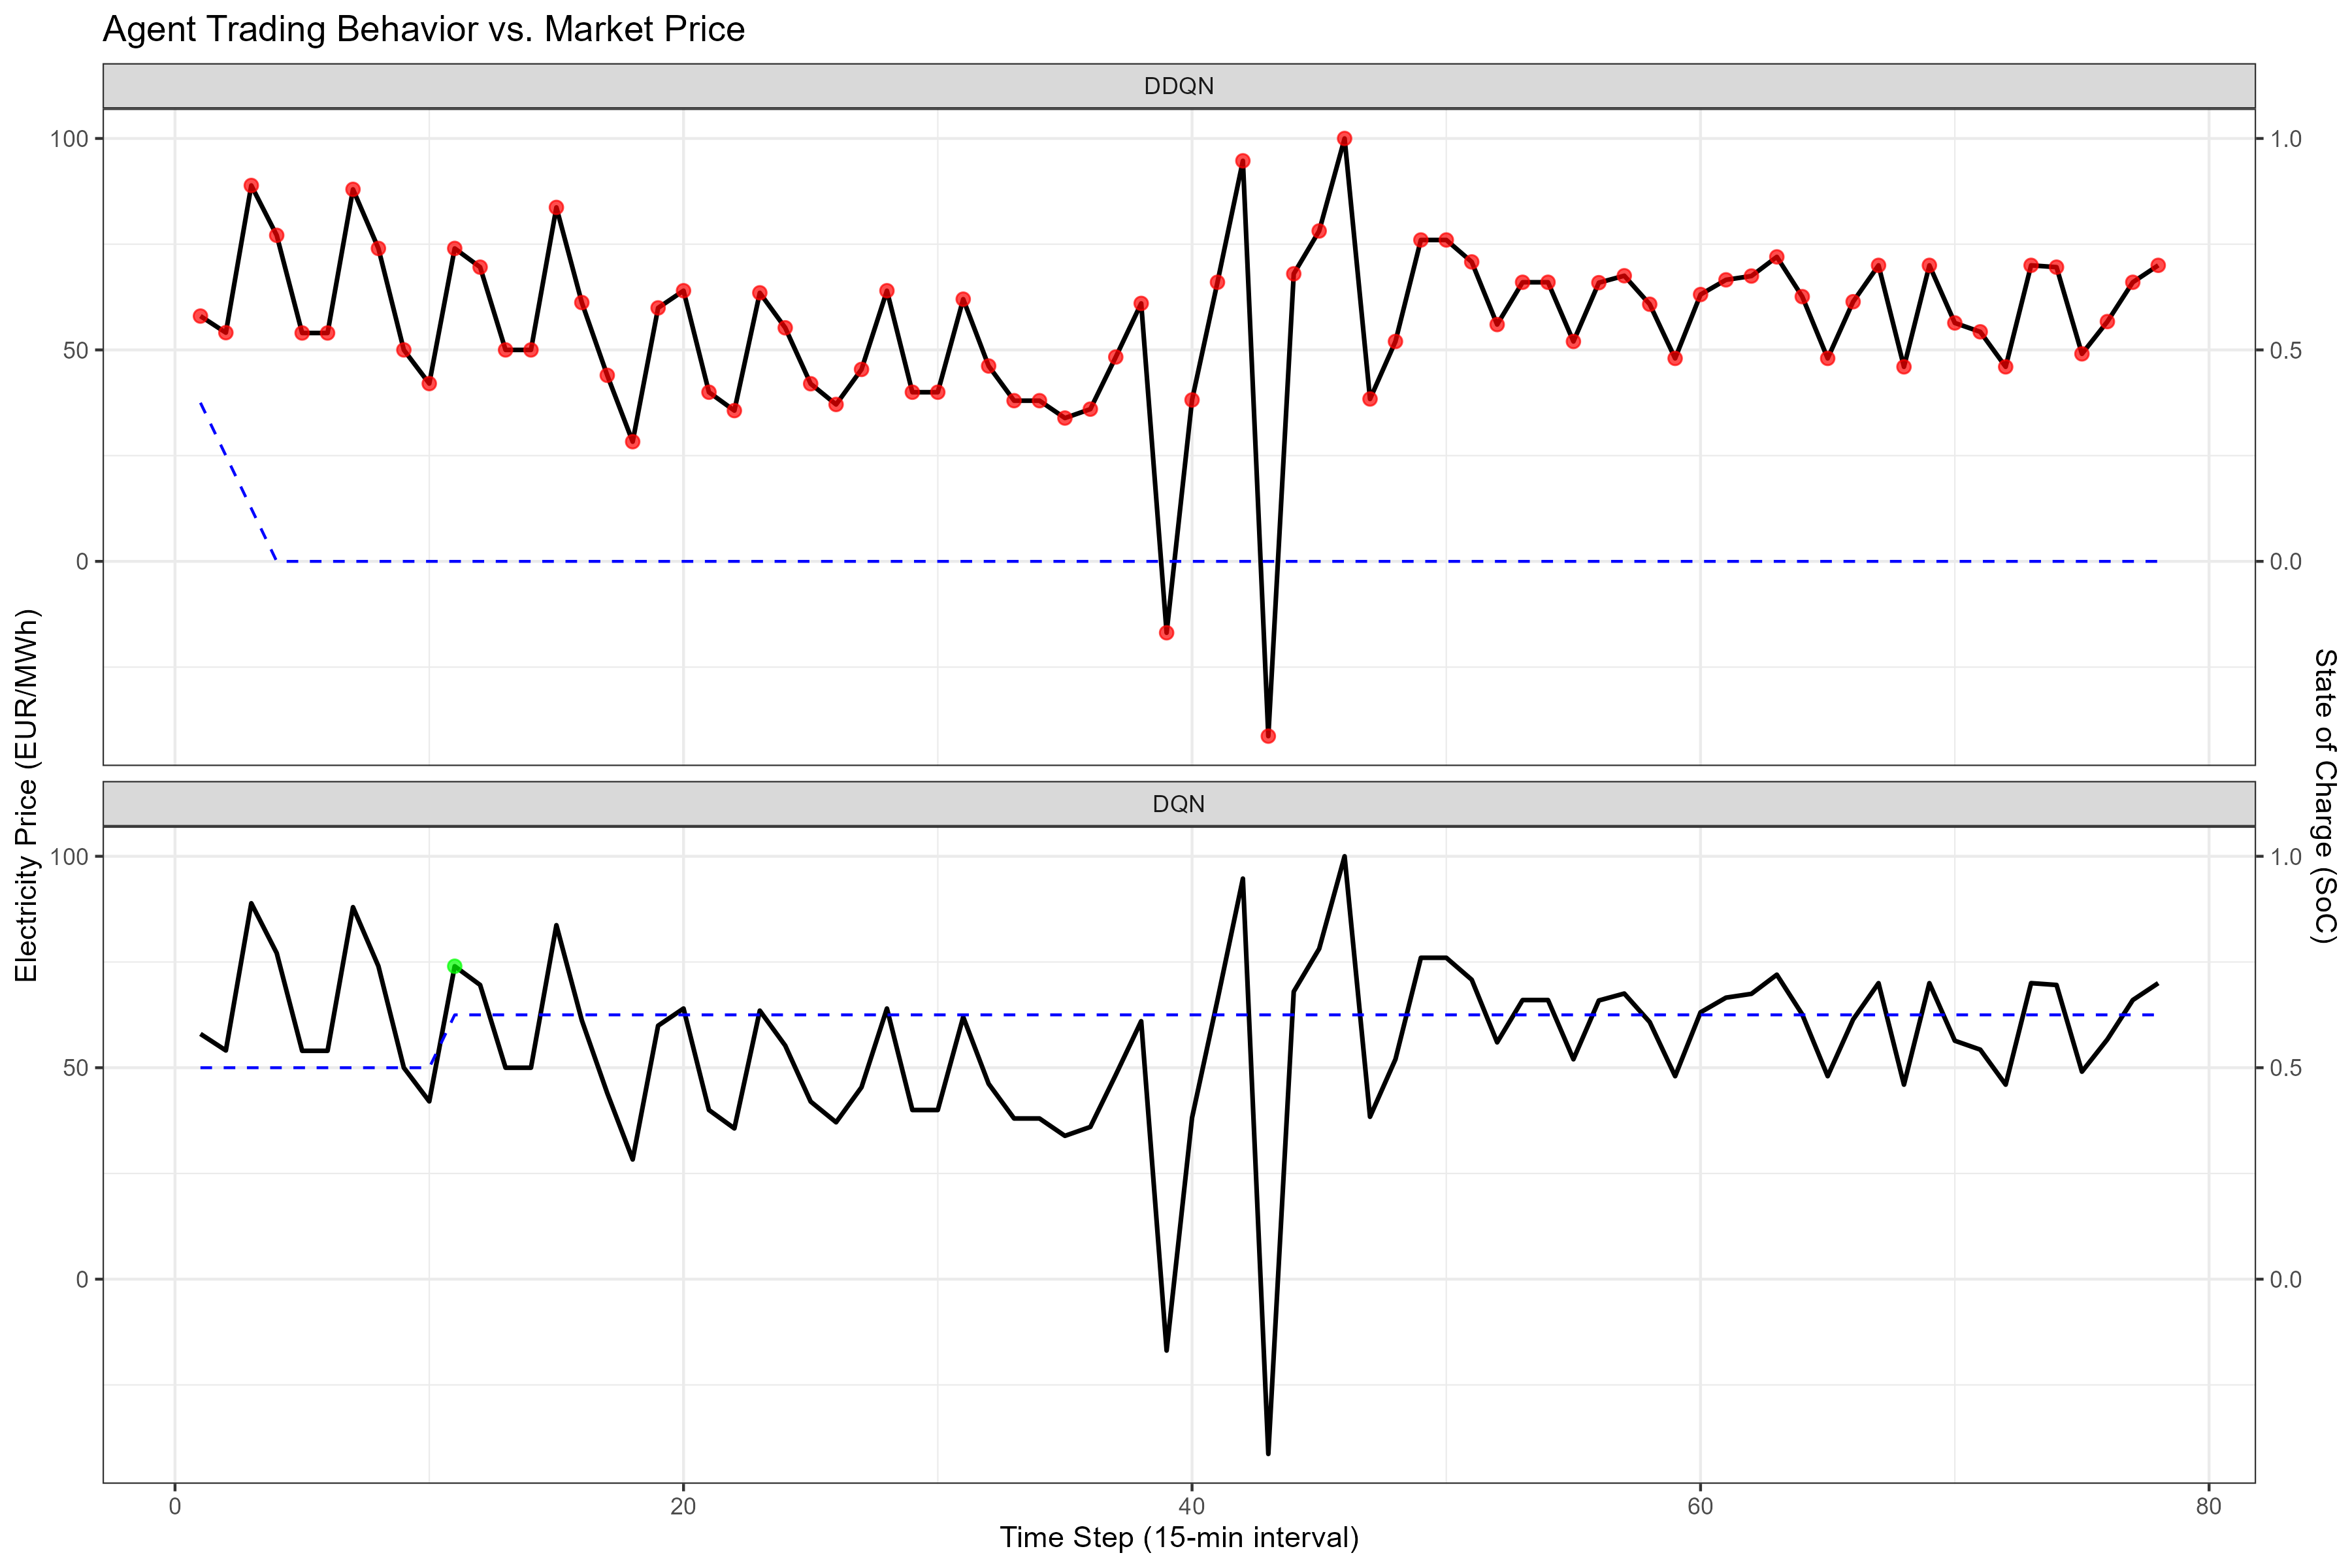 Agent Trading Behavior vs. Market Price
DDQN
100
50
0
1.0
0.5
0.0
Electricity Price (EUR/MWh)
State of Charge (SoC)
DQN
100
50
0
1.0
0.5
0.0
0 20 40 60 80
Time Step (15-min interval)